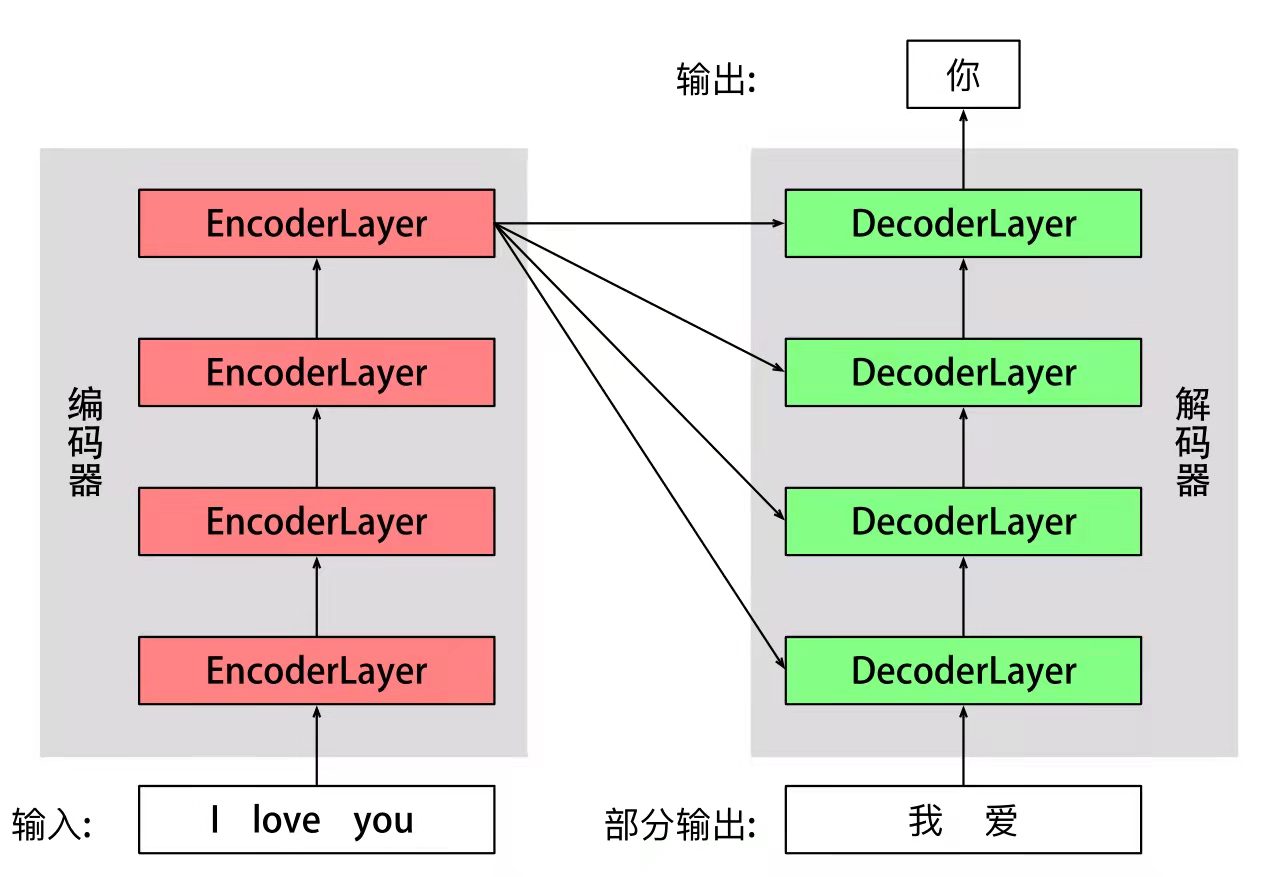 输出:
你
EncoderLayer
DecoderLayer
EncoderLayer
DecoderLayer
编码器
解码器
EncoderLayer
DecoderLayer
EncoderLayer
DecoderLayer
输入:
I love you
部分输出:
我 爱